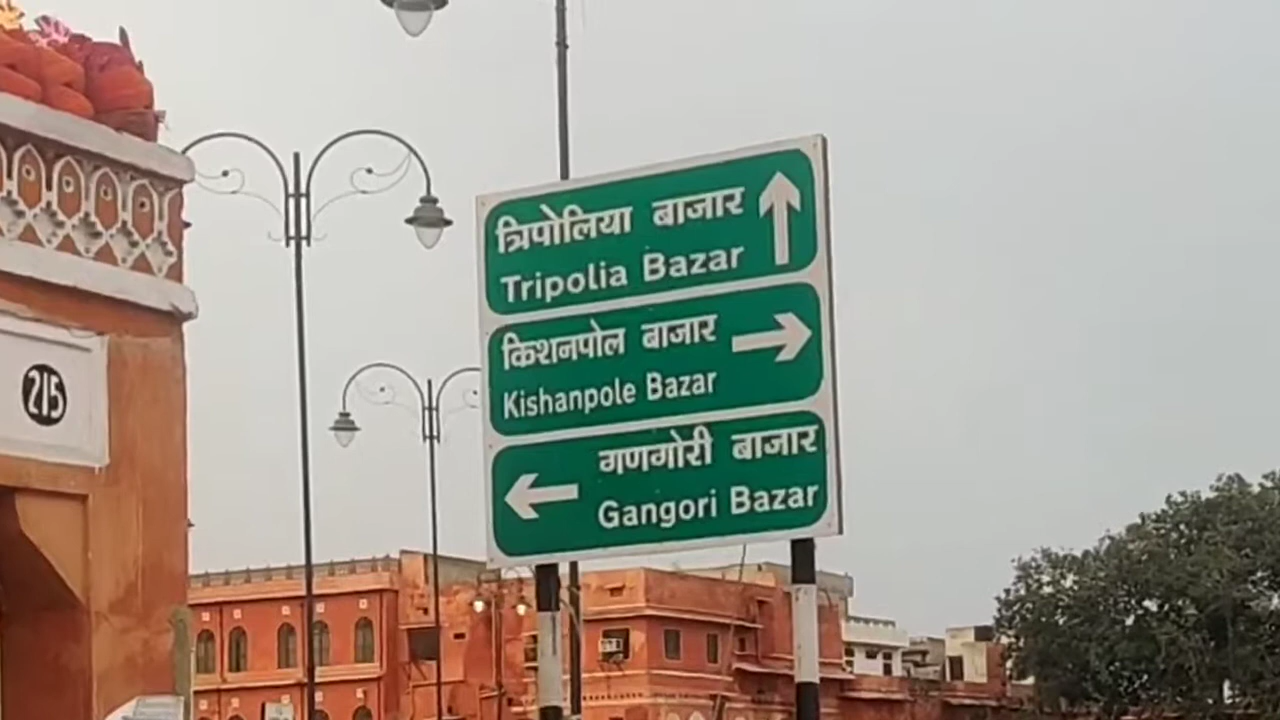 त्रिपोलिया बाजार
Tripolia Bazar
किशनपोल बाजार
Kishanpole Bazar
गणगोरी बाजार
Gangori Bazar
215